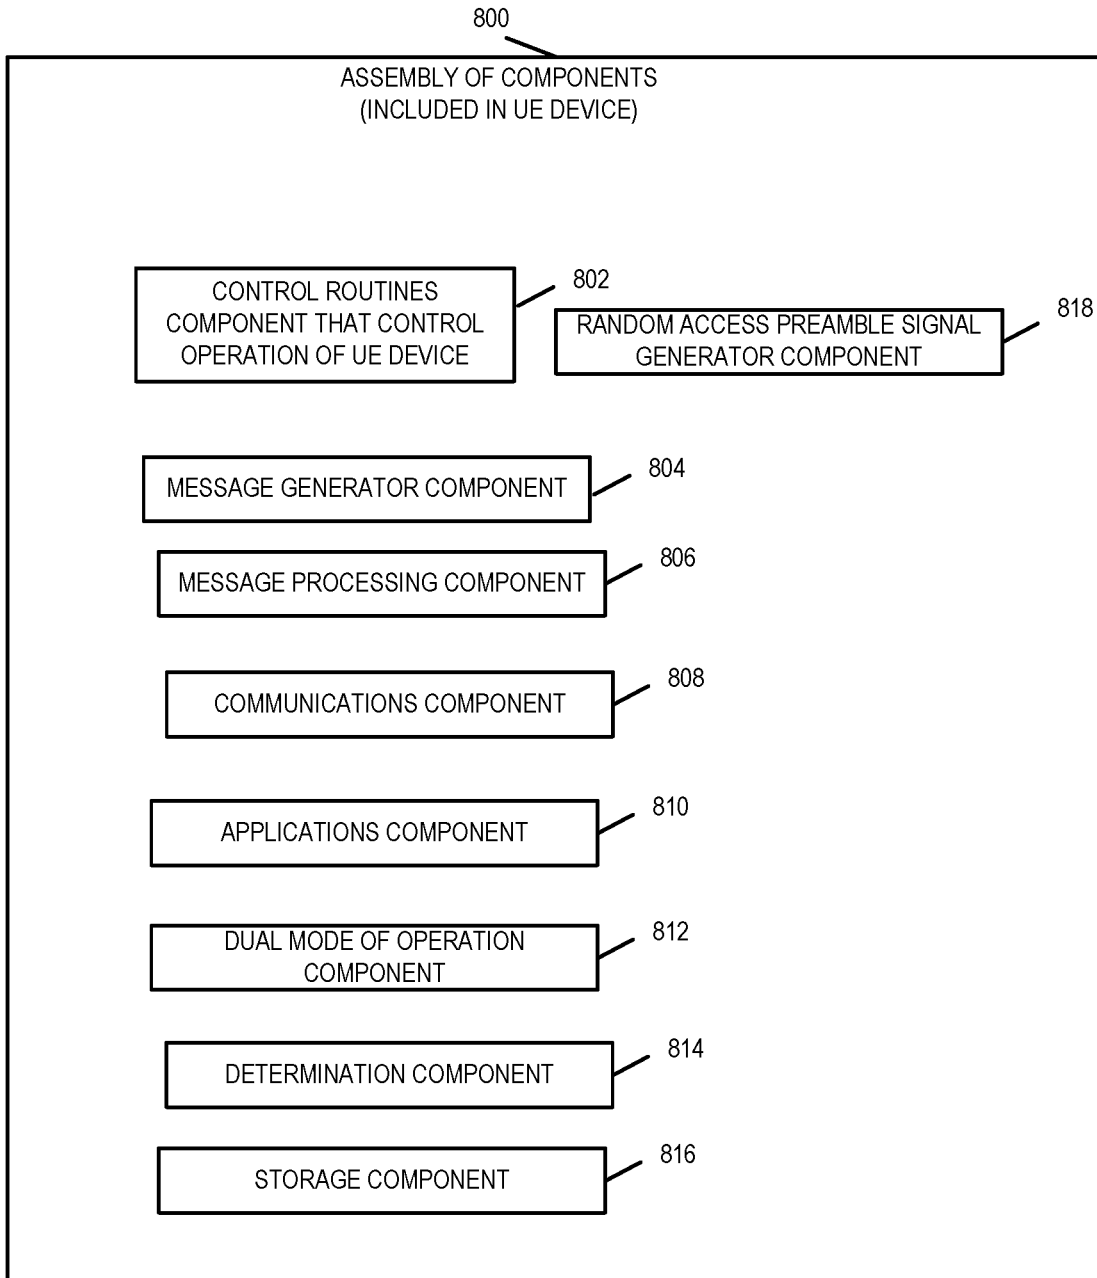 800
ASSEMBLY OF COMPONENTS
(INCLUDED IN UE DEVICE)
CONTROL ROUTINES
COMPONENT THAT CONTROL
OPERATION OF UE DEVICE
802
RANDOM ACCESS PREAMBLE SIGNAL
GENERATOR COMPONENT
818
MESSAGE GENERATOR COMPONENT
804
MESSAGE PROCESSING COMPONENT
806
COMMUNICATIONS COMPONENT
808
APPLICATIONS COMPONENT
810
DUAL MODE OF OPERATION
COMPONENT
812
DETERMINATION COMPONENT
814
STORAGE COMPONENT
816